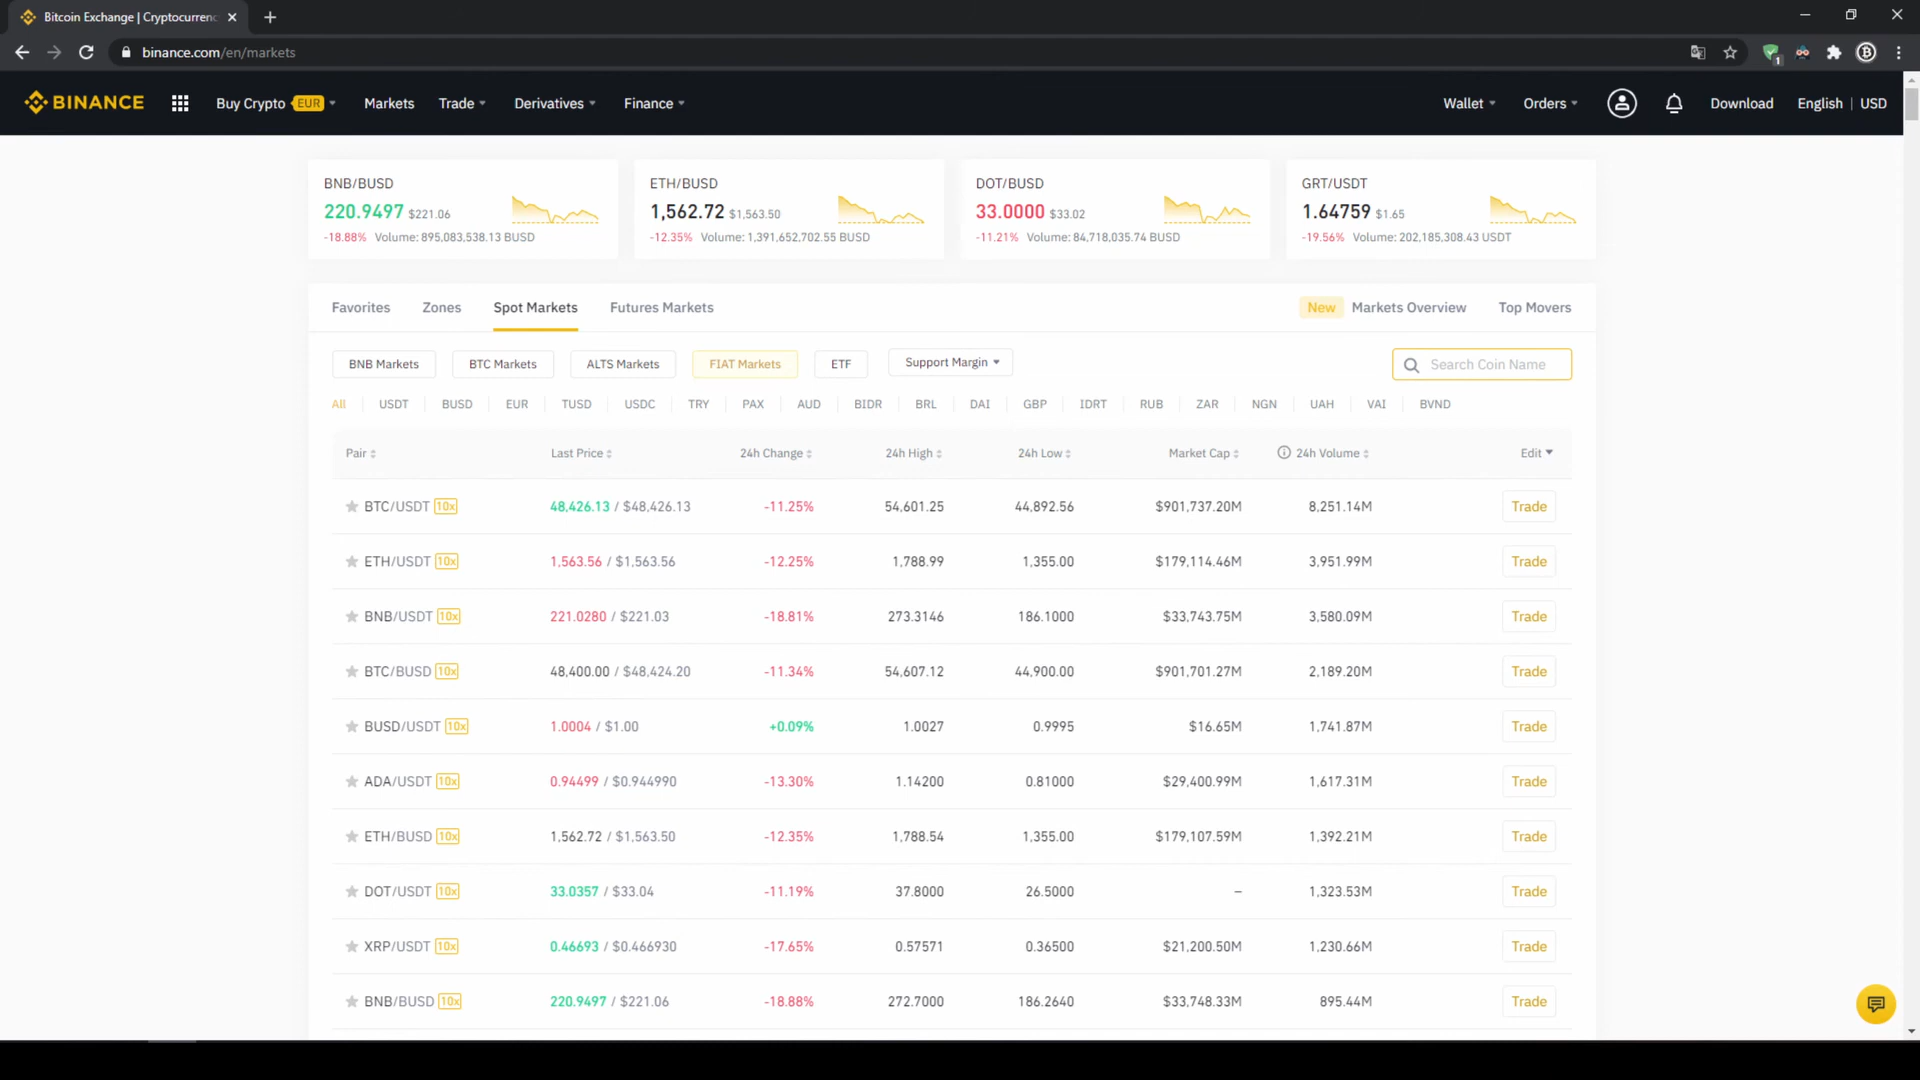 Bitcoin Exchange | Cryptocurrenc
binance.com/en/markets
BINANCE Buy Crypto EUR Markets Trade Derivatives Finance Wallet Orders Download English | USD
BNB/BUSD
220.9497 $221.06
-18.88% Volume: 895,083,538.13 BUSD
ETH/BUSD
1,562.72 $1,563.50
-12.35% Volume: 1,391,652,702.55 BUSD
DOT/BUSD
33.0000 $33.02
-11.21% Volume: 84,718,035.74 BUSD
GRT/USDT
1.64759 $1.65
-19.56% Volume: 202,185,308.43 USDT
Favorites Zones Spot Markets Futures Markets New Markets Overview Top Movers
BNB Markets BTC Markets ALTS Markets FIAT Markets ETF Support Margin Search Coin Name
All USDT BUSD EUR TUSD USDC TRY PAX AUD BIDR BRL DAI GBP IDRT RUB ZAR NGN UAH VAI BVND
Pair Last Price 24h Change 24h High 24h Low Market Cap 24h Volume Edit
BTC/USDT 10x 48,426.13 / $48,426.13 -11.25% 54,601.25 44,892.56 $901,737.20M 8,251.14M Trade
ETH/USDT 10x 1,563.56 / $1,563.56 -12.25% 1,788.99 1,355.00 $179,114.46M 3,951.99M Trade
BNB/USDT 10x 221.0280 / $221.03 -18.81% 273.3146 186.1000 $33,743.75M 3,580.09M Trade
BTC/BUSD 10x 48,400.00 / $48,424.20 -11.34% 54,607.12 44,900.00 $901,701.27M 2,189.20M Trade
BUSD/USDT 10x 1.0004 / $1.00 +0.09% 1.0027 0.9995 $16.65M 1,741.87M Trade
ADA/USDT 10x 0.94499 / $0.944990 -13.30% 1.14200 0.81000 $29,400.99M 1,617.31M Trade
ETH/BUSD 10x 1,562.72 / $1,563.50 -12.35% 1,788.54 1,355.00 $179,107.59M 1,392.21M Trade
DOT/USDT 10x 33.0357 / $33.04 -11.19% 37.8000 26.5000 – 1,323.53M Trade
XRP/USDT 10x 0.46693 / $0.466930 -17.65% 0.57571 0.36500 $21,200.50M 1,230.66M Trade
BNB/BUSD 10x 220.9497 / $221.06 -18.88% 272.7000 186.2640 $33,748.33M 895.44M Trade